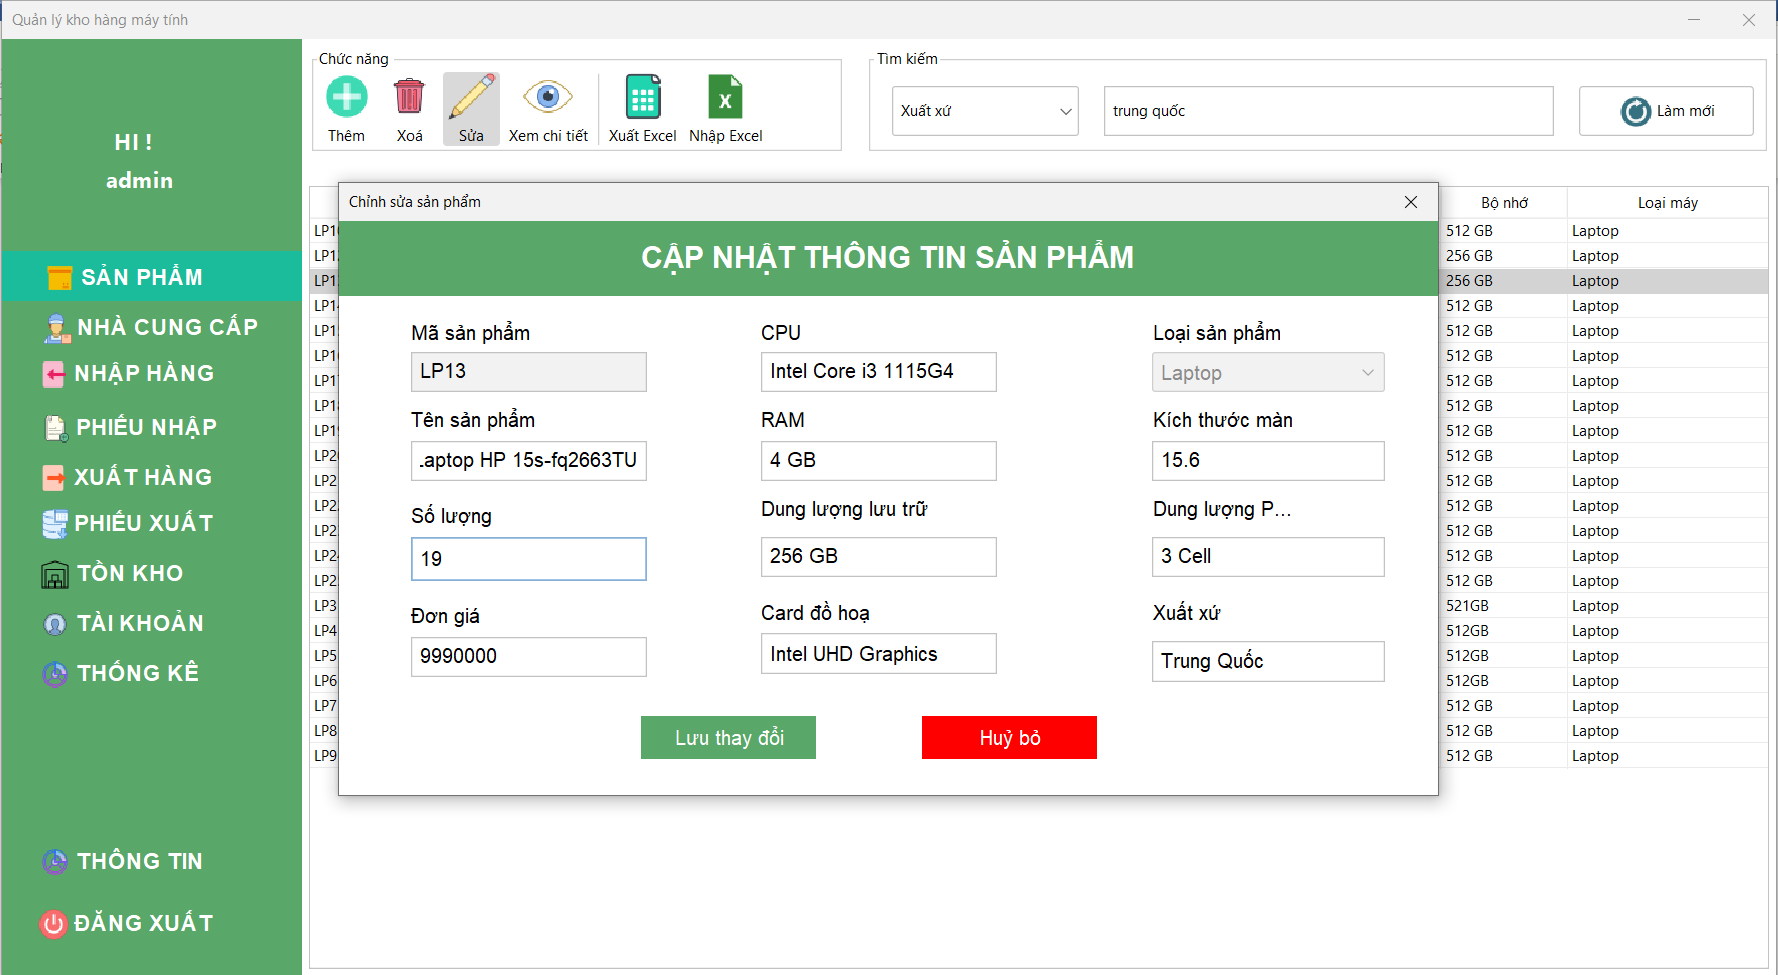 Quản lý kho hàng máy tính
HI !
admin
SẢN PHẨM
NHÀ CUNG CẤP
NHẬP HÀNG
PHIẾU NHẬP
XUẤT HÀNG
PHIẾU XUẤT
TỒN KHO
TÀI KHOẢN
THỐNG KÊ
THÔNG TIN
ĐĂNG XUẤT
Chức năng
Thêm
Xoá
Sửa
Xem chi tiết
Xuất Excel
Nhập Excel
Tìm kiếm
Xuất xứ
trung quốc
Làm mới
Chỉnh sửa sản phẩm
CẬP NHẬT THÔNG TIN SẢN PHẨM
Mã sản phẩm
LP13
Tên sản phẩm
Laptop HP 15s-fq2663TU
Số lượng
19
Đơn giá
9990000
CPU
Intel Core i3 1115G4
RAM
4 GB
Dung lượng lưu trữ
256 GB
Card đồ hoạ
Intel UHD Graphics
Loại sản phẩm
Laptop
Kích thước màn
15.6
Dung lượng P...
3 Cell
Xuất xứ
Trung Quốc
Lưu thay đổi
Huỷ bỏ
Bộ nhớ Loại máy
512 GB Laptop
256 GB Laptop
256 GB Laptop
512 GB Laptop
512 GB Laptop
512 GB Laptop
512 GB Laptop
512 GB Laptop
512 GB Laptop
512 GB Laptop
512 GB Laptop
512 GB Laptop
512 GB Laptop
512 GB Laptop
512 GB Laptop
LP3 521GB Laptop
LP4 512GB Laptop
LP5 512GB Laptop
LP6 512GB Laptop
LP7 512 GB Laptop
LP8 512 GB Laptop
LP9 512 GB Laptop